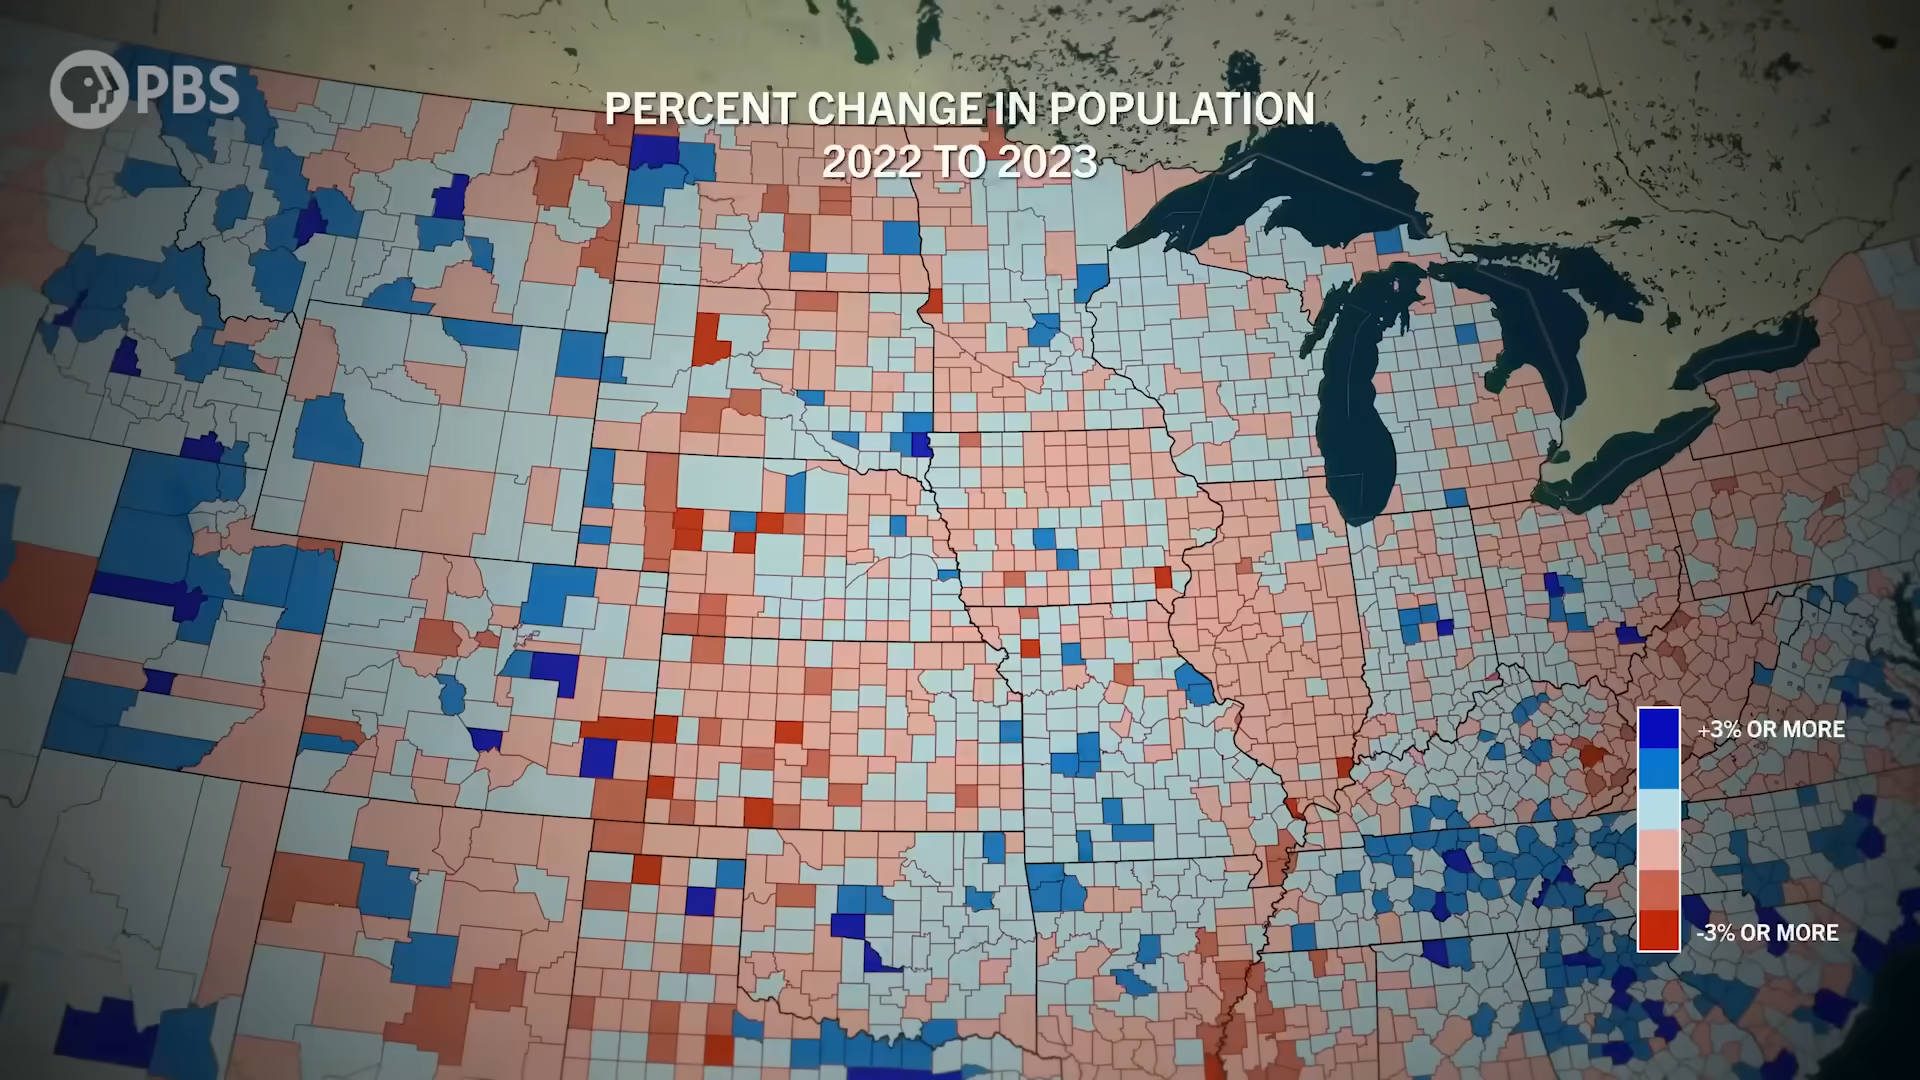 PBS
PERCENT CHANGE IN POPULATION
2022 TO 2023
+3% OR MORE
-3% OR MORE